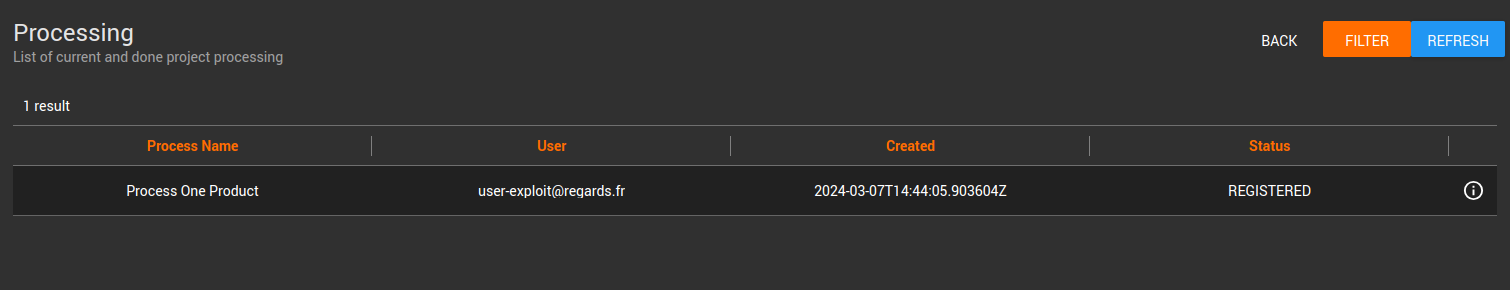 Processing
List of current and done project processing
BACK
FILTER
REFRESH
1 result
Process Name User Created Status
Process One Product user-exploit@regards.fr 2024-03-07T14:44:05.903604Z REGISTERED